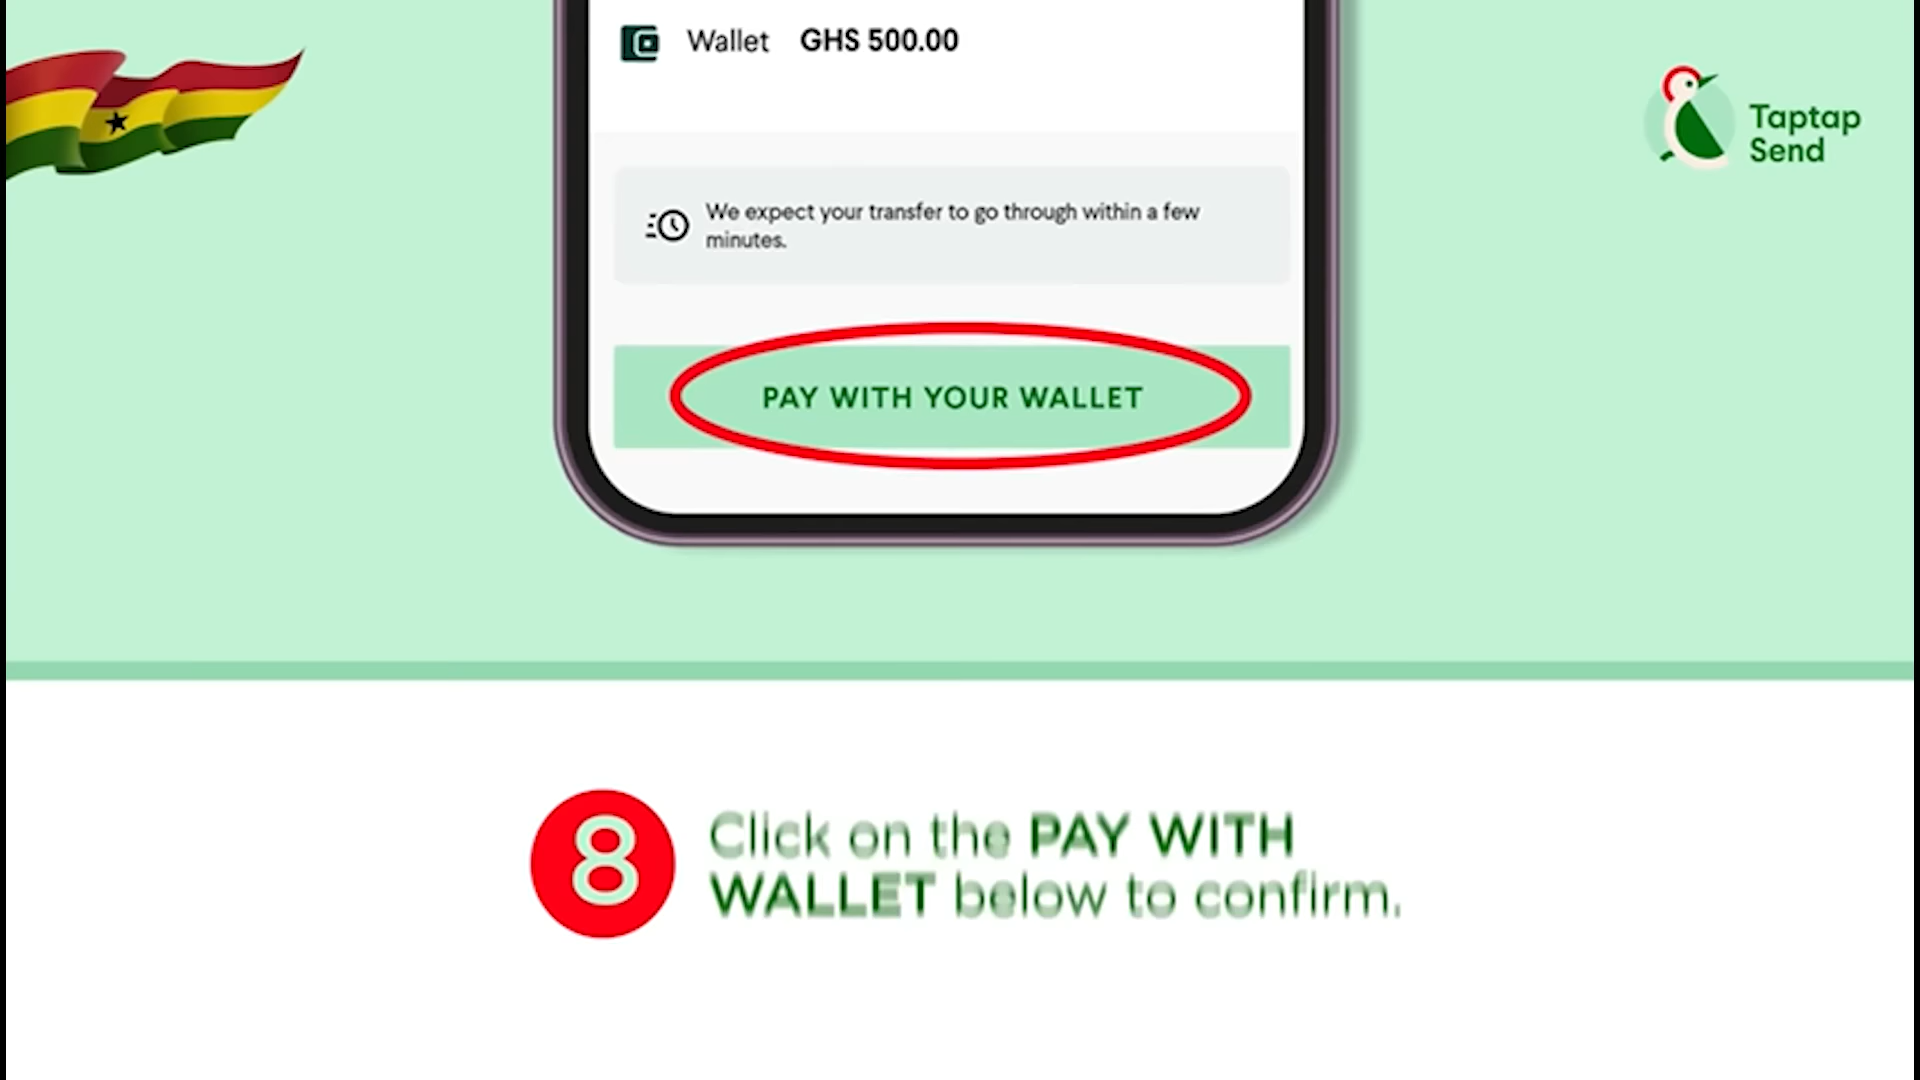 Wallet GHS 500.00
Taptap
Send
We expect your transfer to go through within a few
minutes.
PAY WITH YOUR WALLET
8
Click on the PAY WITH
WALLET below to confirm.